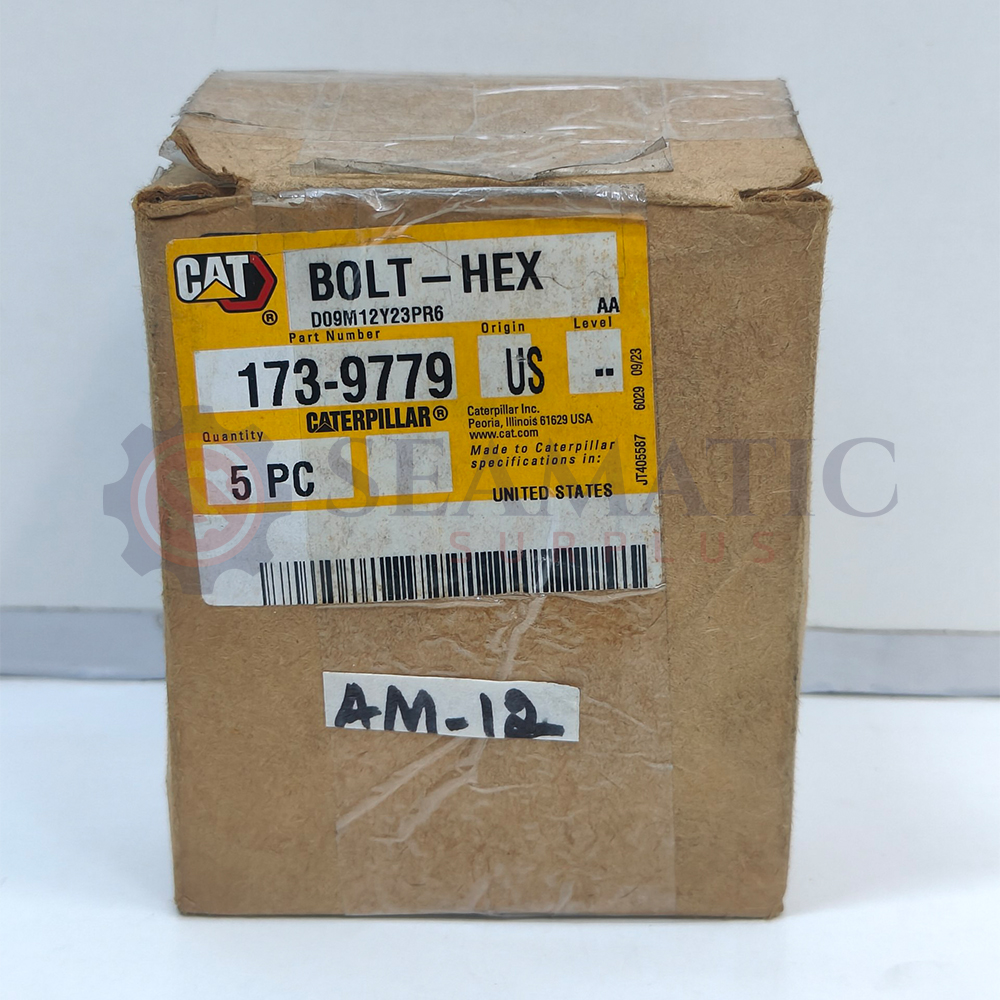 CAT
®
BOLT – HEX
D09M12Y23PR6
AA
Part Number
Origin
Level
173-9779
US
--
CATERPILLAR®
Caterpillar Inc.
Peoria, Illinois 61629 USA
www.cat.com
Quantity
5 PC
Made to Caterpillar
specifications in:
UNITED STATES
JT405587 6029 09/23
SEAMATIC
SURPLUS
AM-12